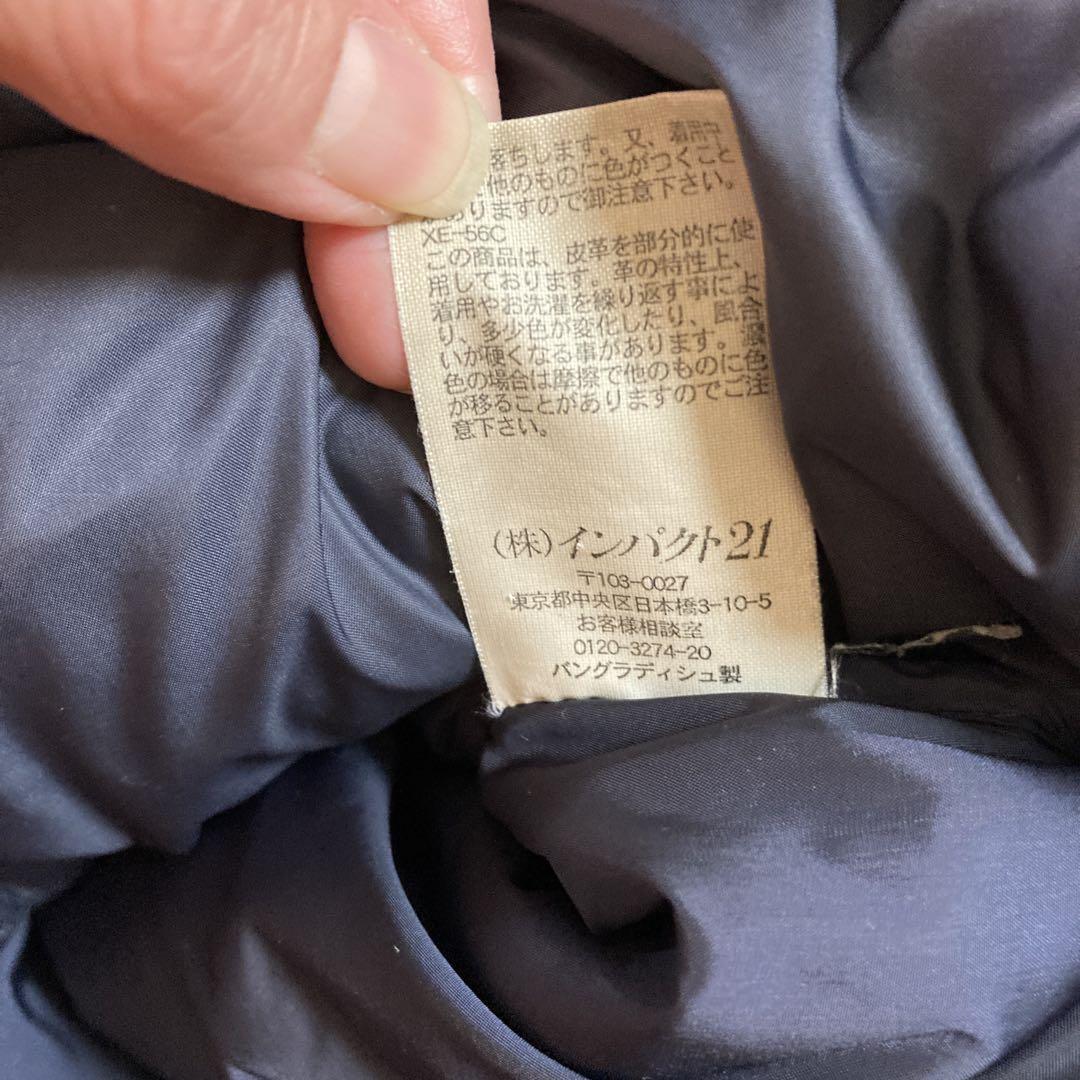 落ちします。又、着用中
他のものに色がつくこと
がありますので御注意下さい。
XE-56C
この商品は、皮革を部分的に使
用しております。革の特性上、
着用やお洗濯を繰り返す事によ
り、多少色が変化したり、風合
いが硬くなる事があります。濃
色の場合は摩擦で他のものに色
が移ることがありますのでご注
意下さい。
(株)インパクト21
〒103-0027
東京都中央区日本橋3-10-5
お客様相談室
0120-3274-20
バングラディシュ製